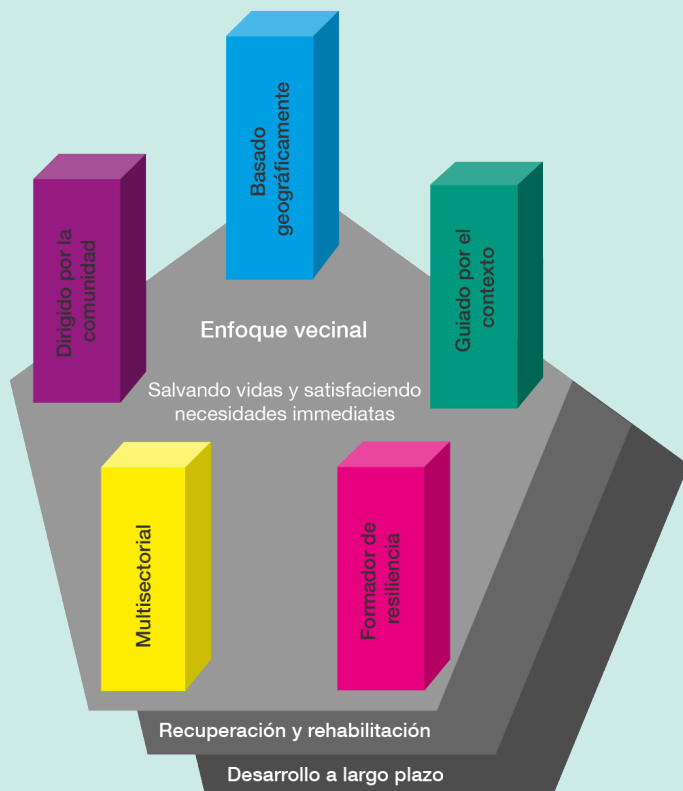 Basado
geográficamente
Dirigido por la
comunidad
Guiado por el
contexto
Enfoque vecinal
Salvando vidas y satisfaciendo
necesidades immediatas
Multisectorial
Formador de
resiliencia
Recuperación y rehabilitación
Desarrollo a largo plazo